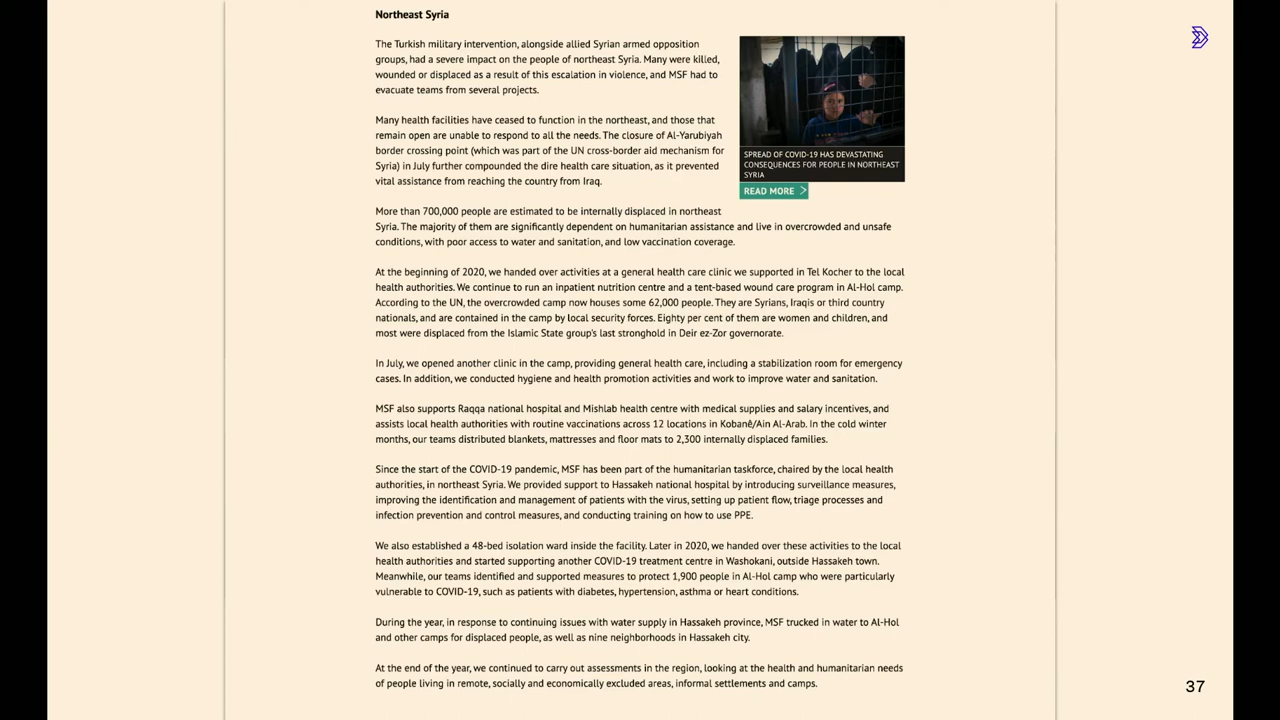 Northeast Syria
The Turkish military intervention, alongside allied Syrian armed opposition
groups, had a severe impact on the people of northeast Syria. Many were killed,
wounded or displaced as a result of this escalation in violence, and MSF had to
evacuate teams from several projects.
Many health facilities have ceased to function in the northeast, and those that
remain open are unable to respond to all the needs. The closure of Al-Yarubiyah
border crossing point (which was part of the UN cross-border aid mechanism for
Syria) in July further compounded the dire health care situation, as it prevented
vital assistance from reaching the country from Iraq.
SPREAD OF COVID-19 HAS DEVASTATING
CONSEQUENCES FOR PEOPLE IN NORTHEAST
SYRIA
READ MORE
More than 700,000 people are estimated to be internally displaced in northeast
Syria. The majority of them are significantly dependent on humanitarian assistance and live in overcrowded and unsafe
conditions, with poor access to water and sanitation, and low vaccination coverage.
At the beginning of 2020, we handed over activities at a general health care clinic we supported in Tel Kocher to the local
health authorities. We continue to run an inpatient nutrition centre and a tent-based wound care program in Al-Hol camp.
According to the UN, the overcrowded camp now houses some 62,000 people. They are Syrians, Iraqis or third country
nationals, and are contained in the camp by local security forces. Eighty per cent of them are women and children, and
most were displaced from the Islamic State group's last stronghold in Deir ez-Zor governorate.
In July, we opened another clinic in the camp, providing general health care, including a stabilization room for emergency
cases. In addition, we conducted hygiene and health promotion activities and work to improve water and sanitation.
MSF also supports Raqqa national hospital and Mishlab health centre with medical supplies and salary incentives, and
assists local health authorities with routine vaccinations across 12 locations in Kobanê/Ain Al-Arab. In the cold winter
months, our teams distributed blankets, mattresses and floor mats to 2,300 internally displaced families.
Since the start of the COVID-19 pandemic, MSF has been part of the humanitarian taskforce, chaired by the local health
authorities, in northeast Syria. We provided support to Hassakeh national hospital by introducing surveillance measures,
improving the identification and management of patients with the virus, setting up patient flow, triage processes and
infection prevention and control measures, and conducting training on how to use PPE.
We also established a 48-bed isolation ward inside the facility. Later in 2020, we handed over these activities to the local
health authorities and started supporting another COVID-19 treatment centre in Washokani, outside Hassakeh town.
Meanwhile, our teams identified and supported measures to protect 1,900 people in Al-Hol camp who were particularly
vulnerable to COVID-19, such as patients with diabetes, hypertension, asthma or heart conditions.
During the year, in response to continuing issues with water supply in Hassakeh province, MSF trucked in water to Al-Hol
and other camps for displaced people, as well as nine neighborhoods in Hassakeh city.
At the end of the year, we continued to carry out assessments in the region, looking at the health and humanitarian needs
of people living in remote, socially and economically excluded areas, informal settlements and camps.
37